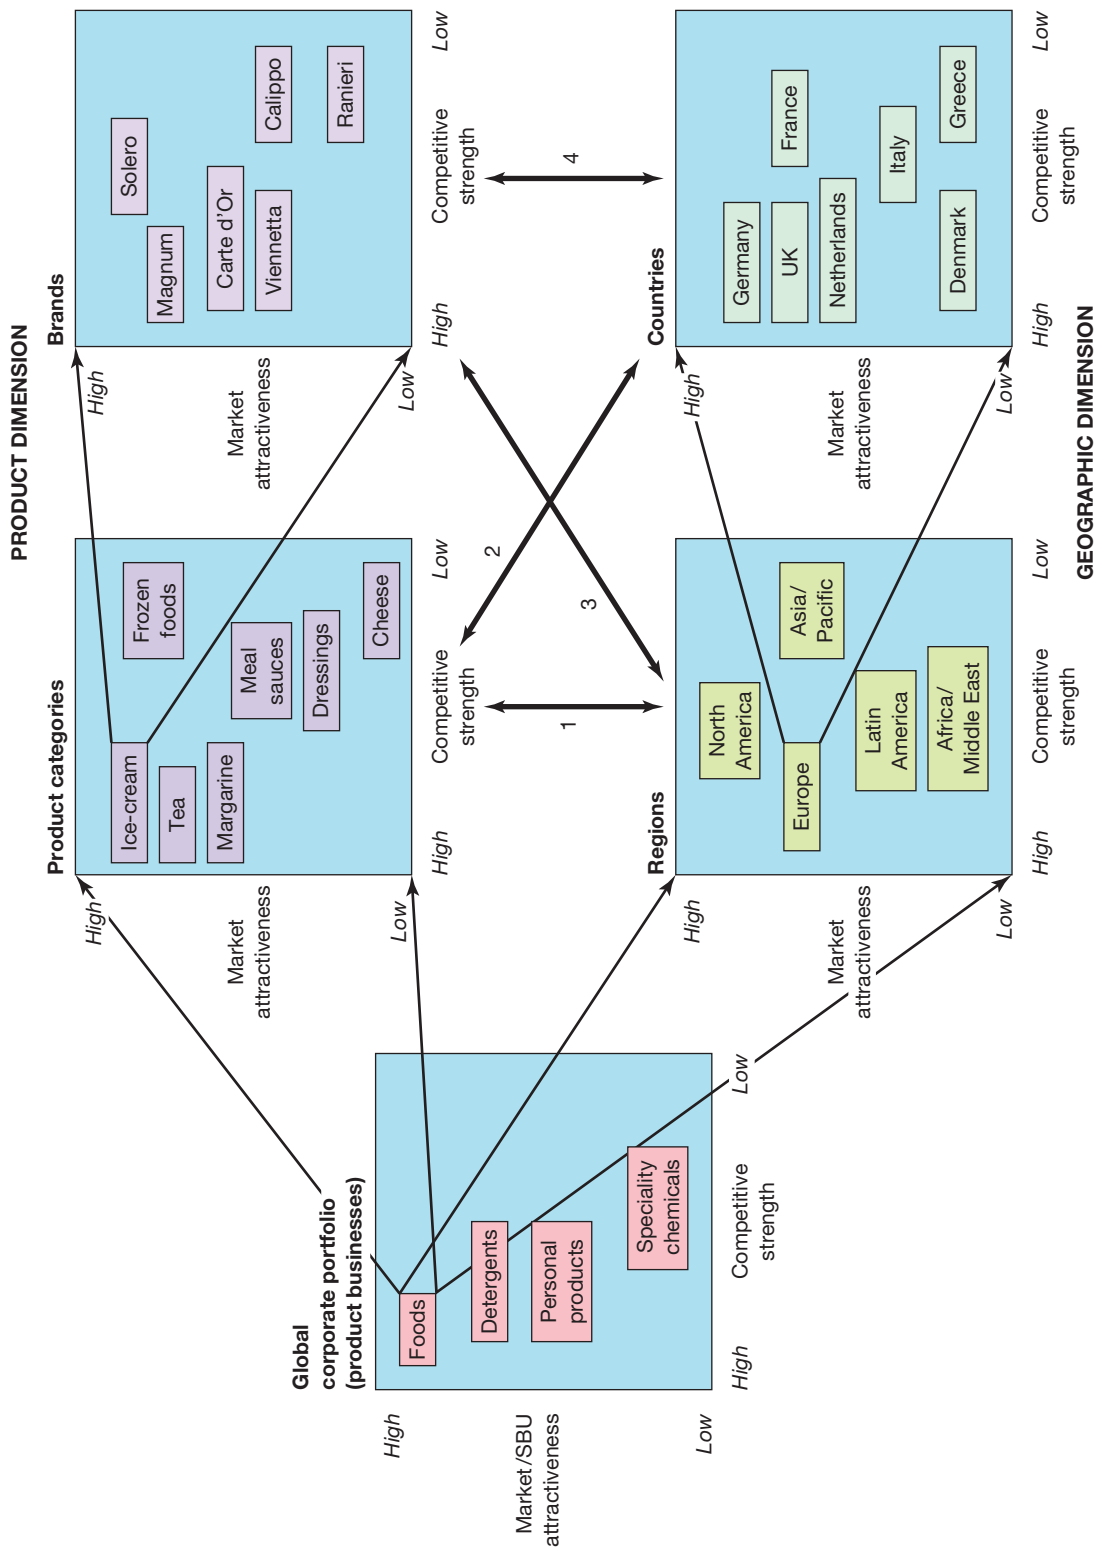 PRODUCT DIMENSION
Global
corporate portfolio
(product businesses)
High
Market/SBU
attractiveness
Low
Foods
Detergents
Personal
products
Speciality
chemicals
High
Competitive
strength
Low
Product categories
High
Market
attractiveness
Low
Ice-cream
Tea
Margarine
Frozen
foods
Meal
sauces
Dressings
Cheese
High
Competitive
strength
Low
Brands
High
Market
attractiveness
Low
Solero
Magnum
Carte d'Or
Viennetta
Calippo
Ranieri
High
Competitive
strength
Low
1
2
3
4
Regions
High
Market
attractiveness
Low
North
America
Europe
Asia/
Pacific
Latin
America
Africa/
Middle East
High
Competitive
strength
Low
Countries
High
Market
attractiveness
Low
Germany
UK
France
Netherlands
Italy
Denmark
Greece
High
Competitive
strength
Low
GEOGRAPHIC DIMENSION